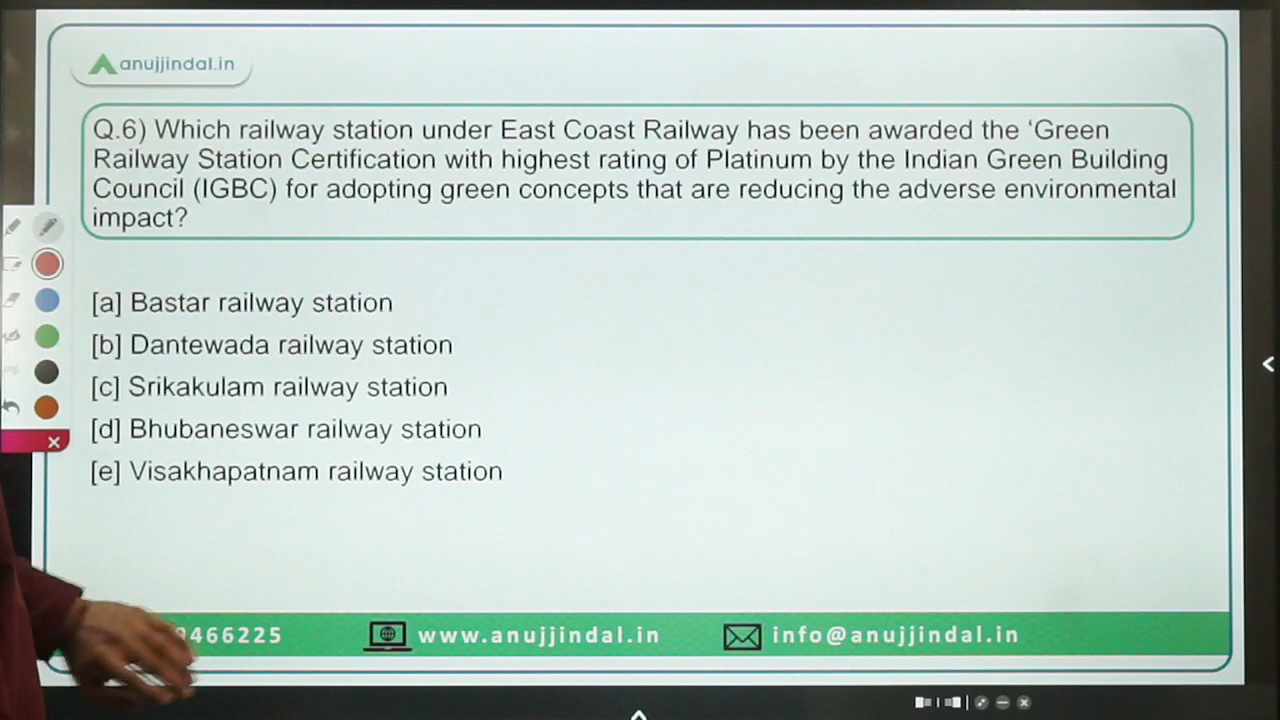 anujjindal.in
Q.6) Which railway station under East Coast Railway has been awarded the ‘Green
Railway Station Certification with highest rating of Platinum by the Indian Green Building
Council (IGBC) for adopting green concepts that are reducing the adverse environmental
impact?
[a] Bastar railway station
[b] Dantewada railway station
[c] Srikakulam railway station
[d] Bhubaneswar railway station
[e] Visakhapatnam railway station
9466225 www.anujjindal.in info@anujjindal.in